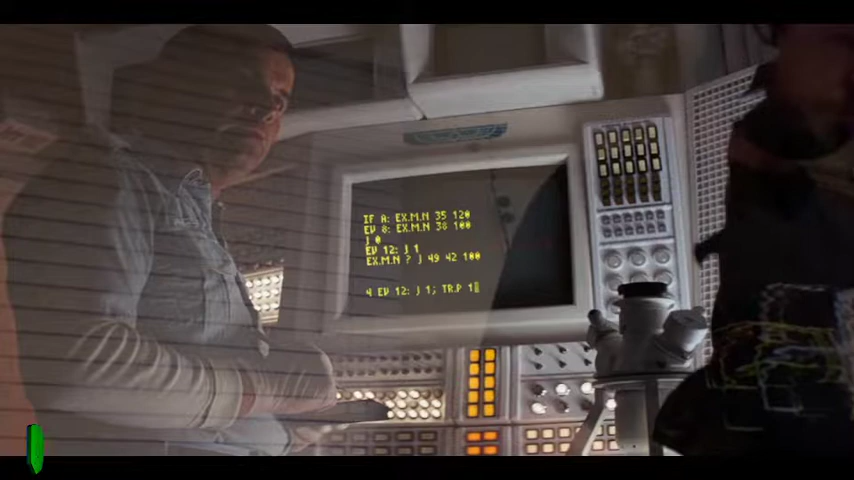 IF A: EX.M.N 35 120
EV 8: EX.M.N 38 100
J 0
EV 12: J 1
EX.M.N ? J 49 42 100
4 EV 12: J 1; TR.P 1